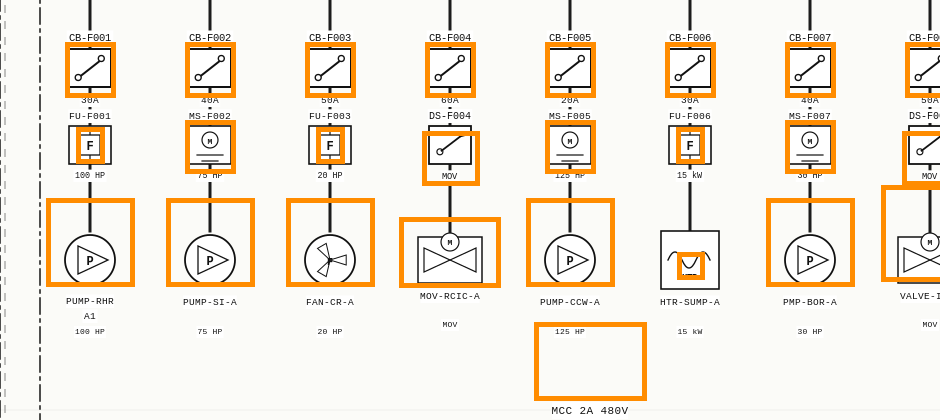 CB-F001 CB-F002 CB-F003 CB-F004 CB-F005 CB-F006 CB-F007
30A 40A 50A 60A 20A 30A 40A 50A
FU-F001 MS-F002 FU-F003 DS-F004 MS-F005 FU-F006 MS-F007
F M F M F M
100 HP 75 HP 20 HP MOV 125 HP 15 kW 30 HP MOV
M M
P P P P
PUMP-RHR PUMP-SI-A FAN-CR-A MOV-RCIC-A PUMP-CCW-A HTR-SUMP-A PMP-BOR-A
A1
MOV MOV
100 HP 75 HP 20 HP 125 HP 15 kW 30 HP
MCC 2A 480V